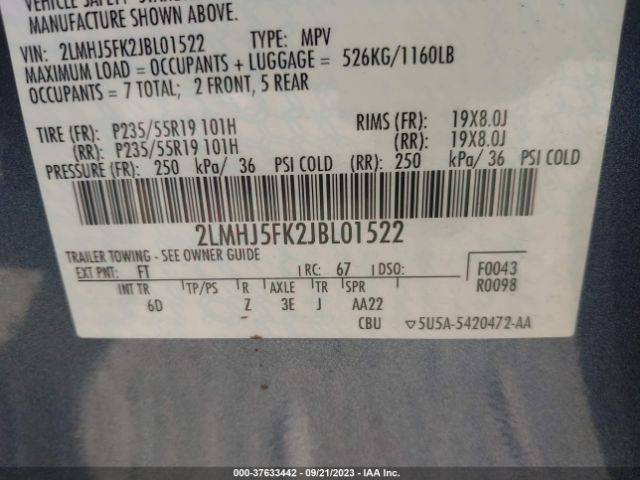 VEHICLE SAFETY STANDARDS
MANUFACTURE SHOWN ABOVE.
VIN: 2LMHJ5FK2JBL01522 TYPE: MPV
MAXIMUM LOAD = OCCUPANTS + LUGGAGE = 526KG/1160LB
OCCUPANTS = 7 TOTAL; 2 FRONT, 5 REAR
TIRE (FR): P235/55R19 101H RIMS (FR): 19X8.0J
(RR): P235/55R19 101H (RR): 19X8.0J
PRESSURE (FR): 250 kPa/ 36 PSI COLD (RR): 250 kPa/ 36 PSI COLD
2LMHJ5FK2JBL01522
TRAILER TOWING - SEE OWNER GUIDE
EXT PNT: FT RC: 67 DSO: F0043
INT TR TP/PS R AXLE TR SPR R0098
6D Z 3E J AA22
CBU ▽5U5A-5420472-AA
000-37633442 - 09/21/2023 - IAA Inc.